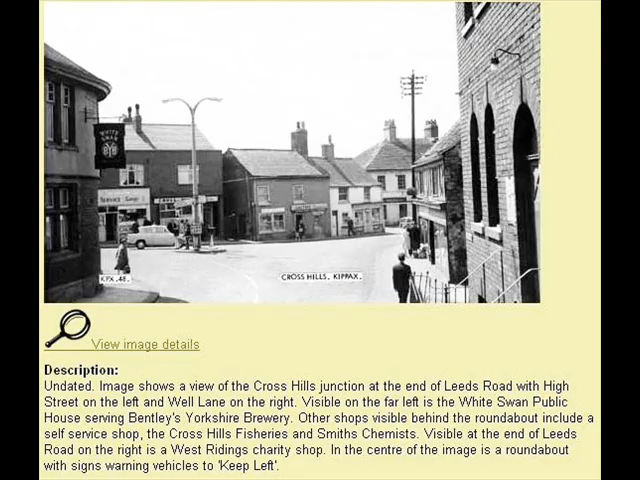 WHITE
SWAN
SERVICE SHOP
KPX.48.
CROSS HILLS, KIPPAX.
View image details
Description:
Undated. Image shows a view of the Cross Hills junction at the end of Leeds Road with High
Street on the left and Well Lane on the right. Visible on the far left is the White Swan Public
House serving Bentley's Yorkshire Brewery. Other shops visible behind the roundabout include a
self service shop, the Cross Hills Fisheries and Smiths Chemists. Visible at the end of Leeds
Road on the right is a West Ridings charity shop. In the centre of the image is a roundabout
with signs warning vehicles to 'Keep Left'.